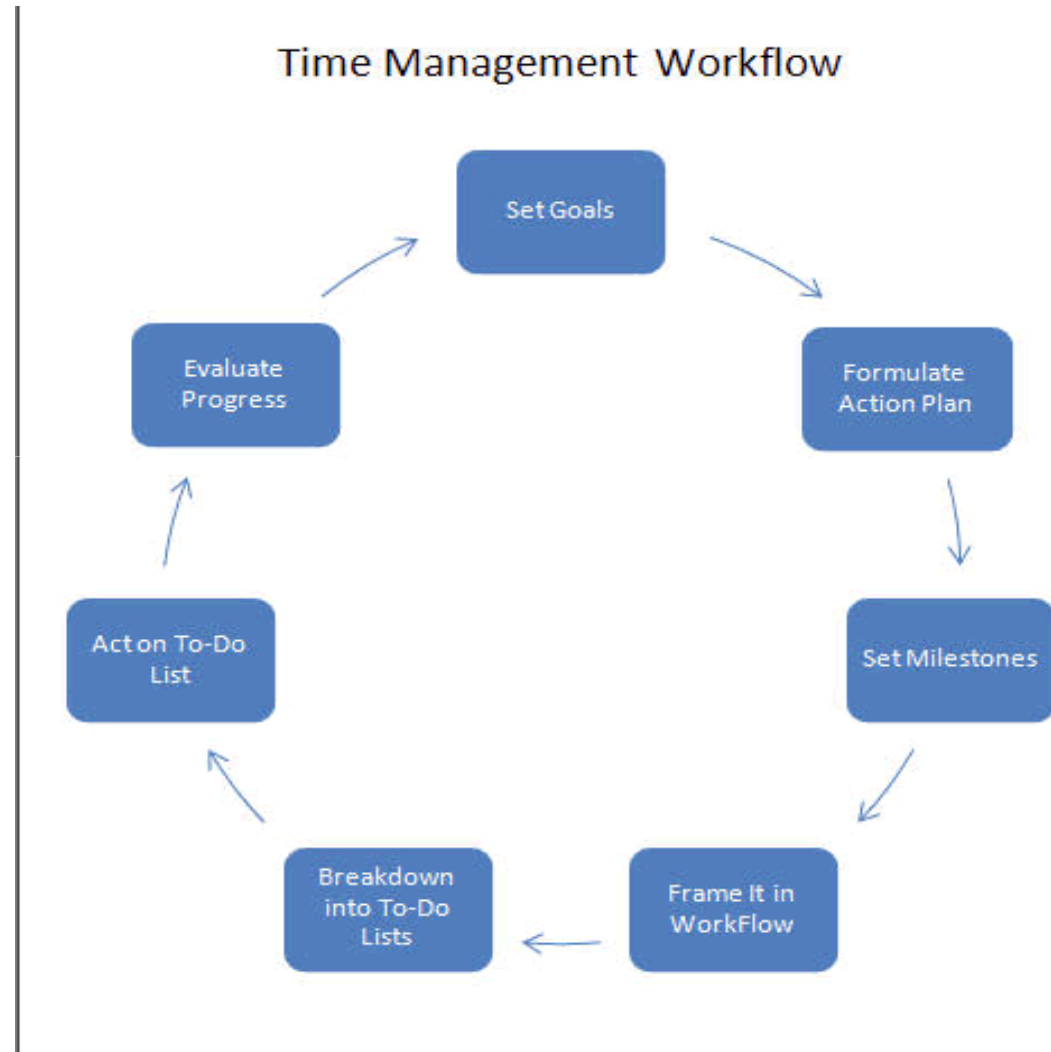 Time Management Workflow
Set Goals
Formulate
Action Plan
Set Milestones
Frame It in
WorkFlow
Breakdown
into To-Do
Lists
Act on To-Do
List
Evaluate
Progress